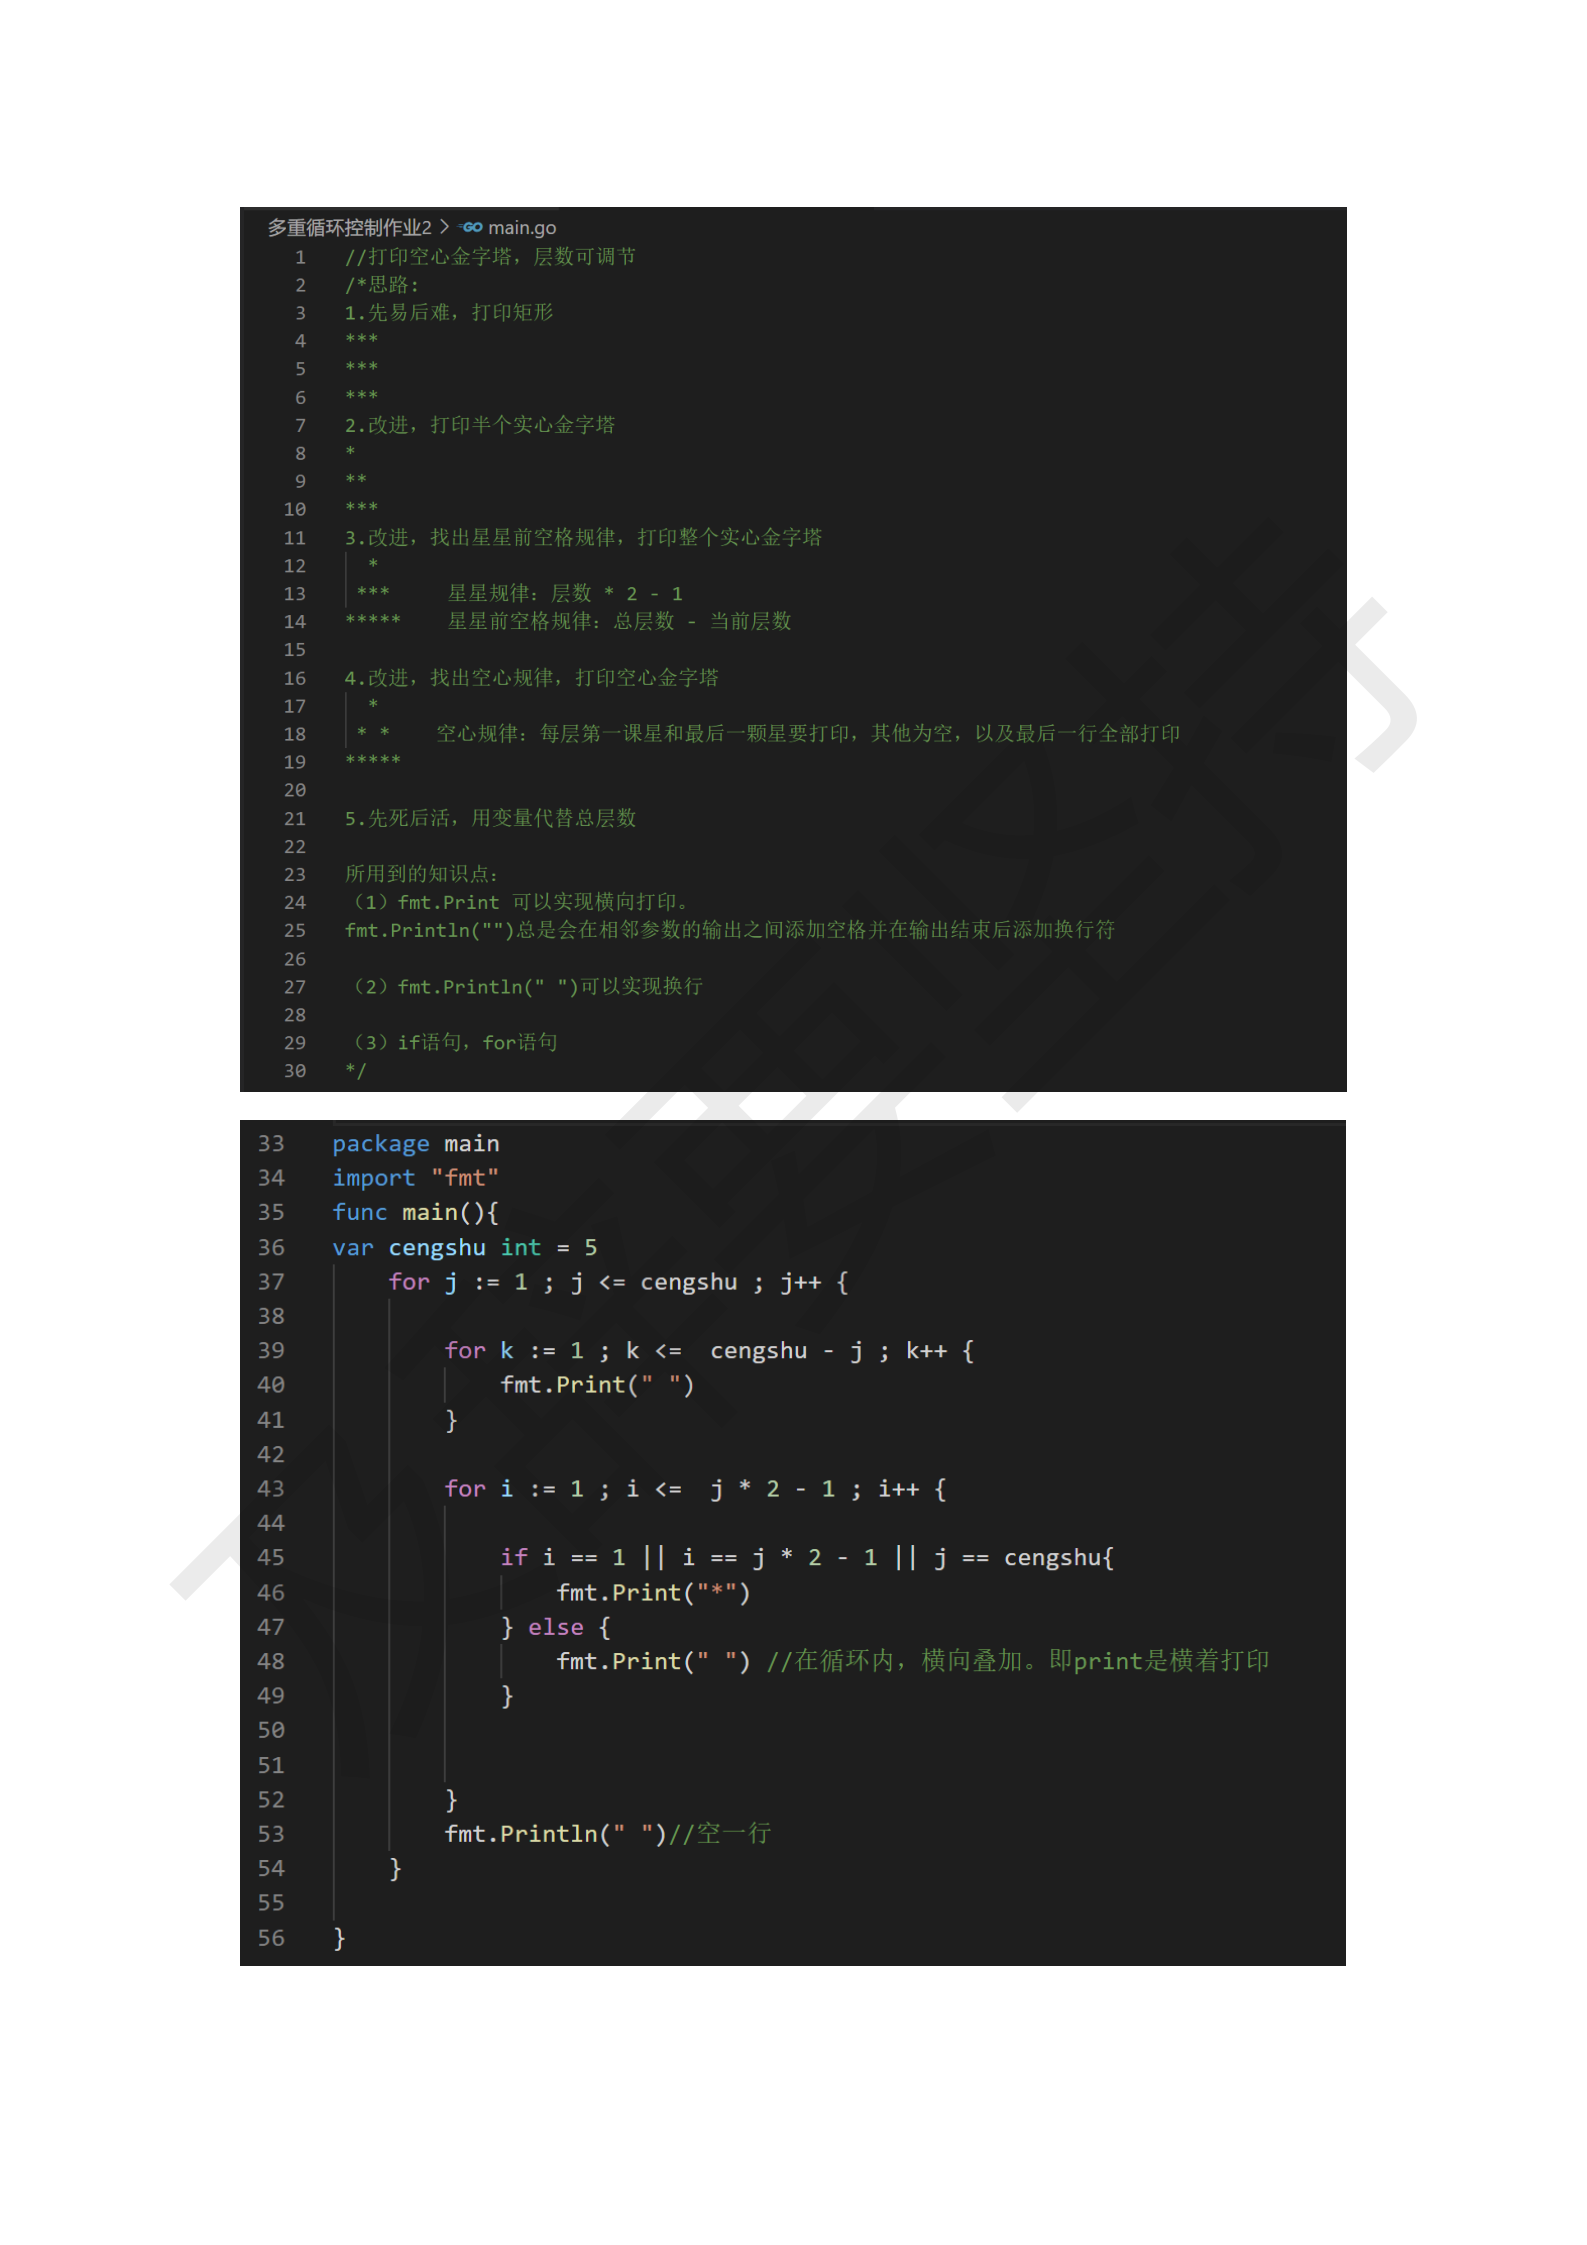 多重循环控制作业2 > GO main.go
1 //打印空心金字塔，层数可调节
2 /*思路:
3 1.先易后难，打印矩形
4 ***
5 ***
6 ***
7 2.改进，打印半个实心金字塔
8 *
9 **
10 ***
11 3.改进，找出星星前空格规律，打印整个实心金字塔
12   *
13  ***     星星规律: 层数 * 2 - 1
14 *****    星星前空格规律: 总层数 - 当前层数
15
16 4.改进，找出空心规律，打印空心金字塔
17   *
18  * *    空心规律: 每层第一课星和最后一颗星要打印，其他为空，以及最后一行全部打印
19 *****
20
21 5.先死后活，用变量代替总层数
22
23 所用到的知识点:
24 （1）fmt.Print 可以实现横向打印。
25 fmt.Println("")总是会在相邻参数的输出之间添加空格并在输出结束后添加换行符
26
27 （2）fmt.Println(" ")可以实现换行
28
29 （3）if语句，for语句
30 */
33 package main
34 import "fmt"
35 func main(){
36 var cengshu int = 5
37     for j := 1 ; j <= cengshu ; j++ {
38
39         for k := 1 ; k <=  cengshu - j ; k++ {
40             fmt.Print(" ")
41         }
42
43         for i := 1 ; i <=  j * 2 - 1 ; i++ {
44
45             if i == 1 || i == j * 2 - 1 || j == cengshu{
46                 fmt.Print("*")
47             } else {
48                 fmt.Print(" ") //在循环内，横向叠加。即print是横着打印
49             }
50
51
52         }
53         fmt.Println(" ")//空一行
54     }
55
56 }